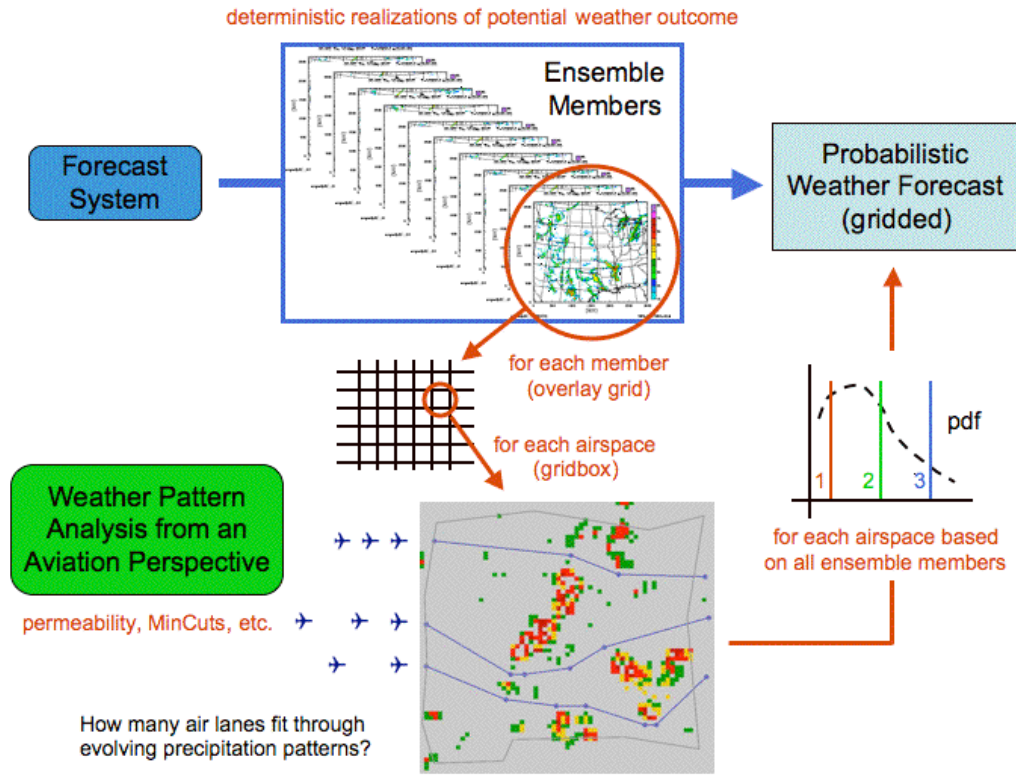 deterministic realizations of potential weather outcome
Ensemble
Members
Forecast
System
Probabilistic
Weather Forecast
(gridded)
for each member
(overlay grid)
for each airspace
(gridbox)
pdf
1
2
3
for each airspace based
on all ensemble members
Weather Pattern
Analysis from an
Aviation Perspective
permeability, MinCuts, etc.
How many air lanes fit through
evolving precipitation patterns?